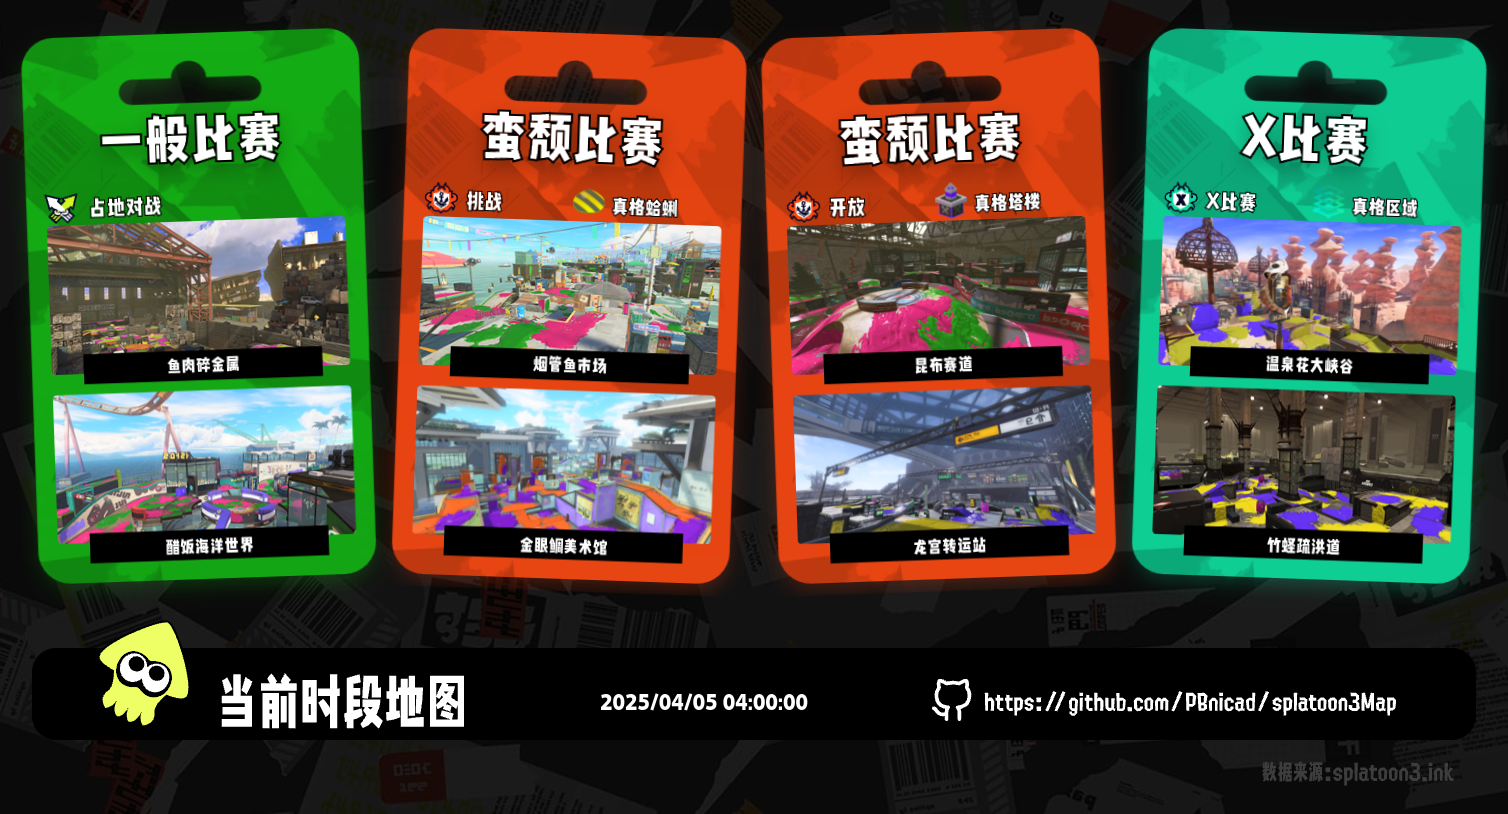 一般比赛
占地对战
鱼肉碎金属
醋饭海洋世界
蛮颓比赛
挑战
真格蛤蜊
烟管鱼市场
金眼鲷美术馆
蛮颓比赛
开放
真格塔楼
昆布赛道
龙宫转运站
X比赛
X比赛
真格区域
温泉花大峡谷
竹蛏疏洪道
当前时段地图
2025/04/05 04:00:00
https://github.com/PBnicad/splatoon3Map
数据来源:splatoon3.ink